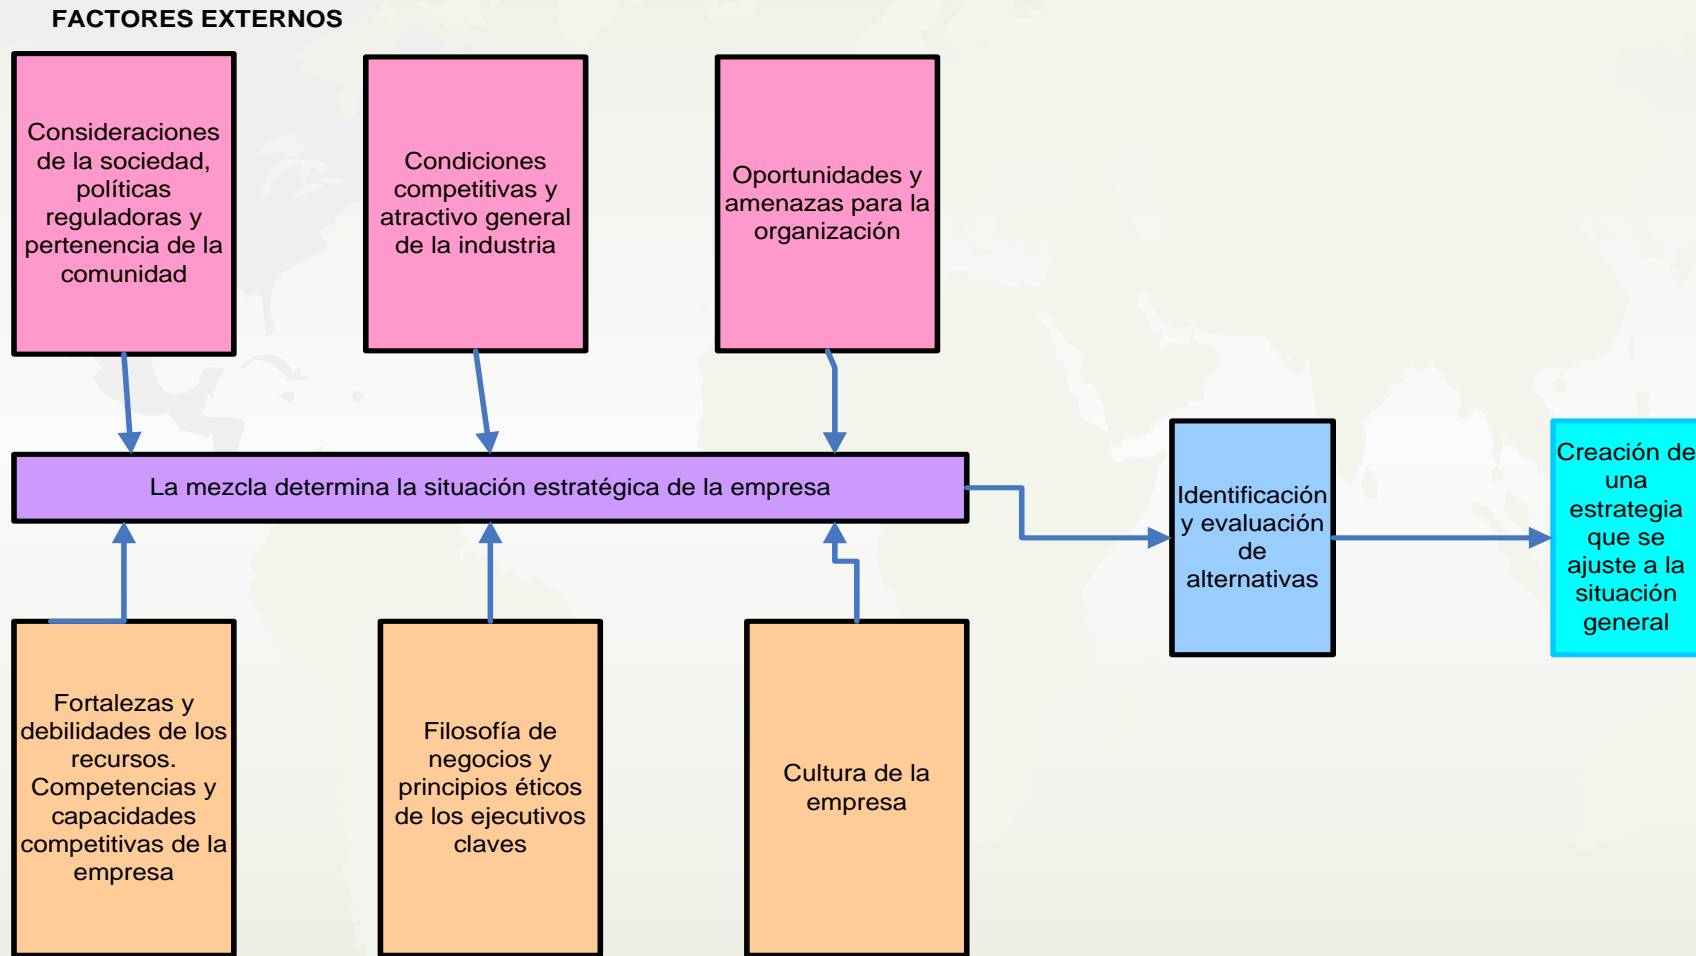 FACTORES EXTERNOS
Consideraciones
de la sociedad,
políticas
reguladoras y
pertenencia de la
comunidad
Condiciones
competitivas y
atractivo general
de la industria
Oportunidades y
amenazas para la
organización
La mezcla determina la situación estratégica de la empresa
Identificación
y evaluación
de
alternativas
Creación de
una
estrategia
que se
ajuste a la
situación
general
Fortalezas y
debilidades de los
recursos.
Competencias y
capacidades
competitivas de la
empresa
Filosofía de
negocios y
principios éticos
de los ejecutivos
claves
Cultura de la
empresa